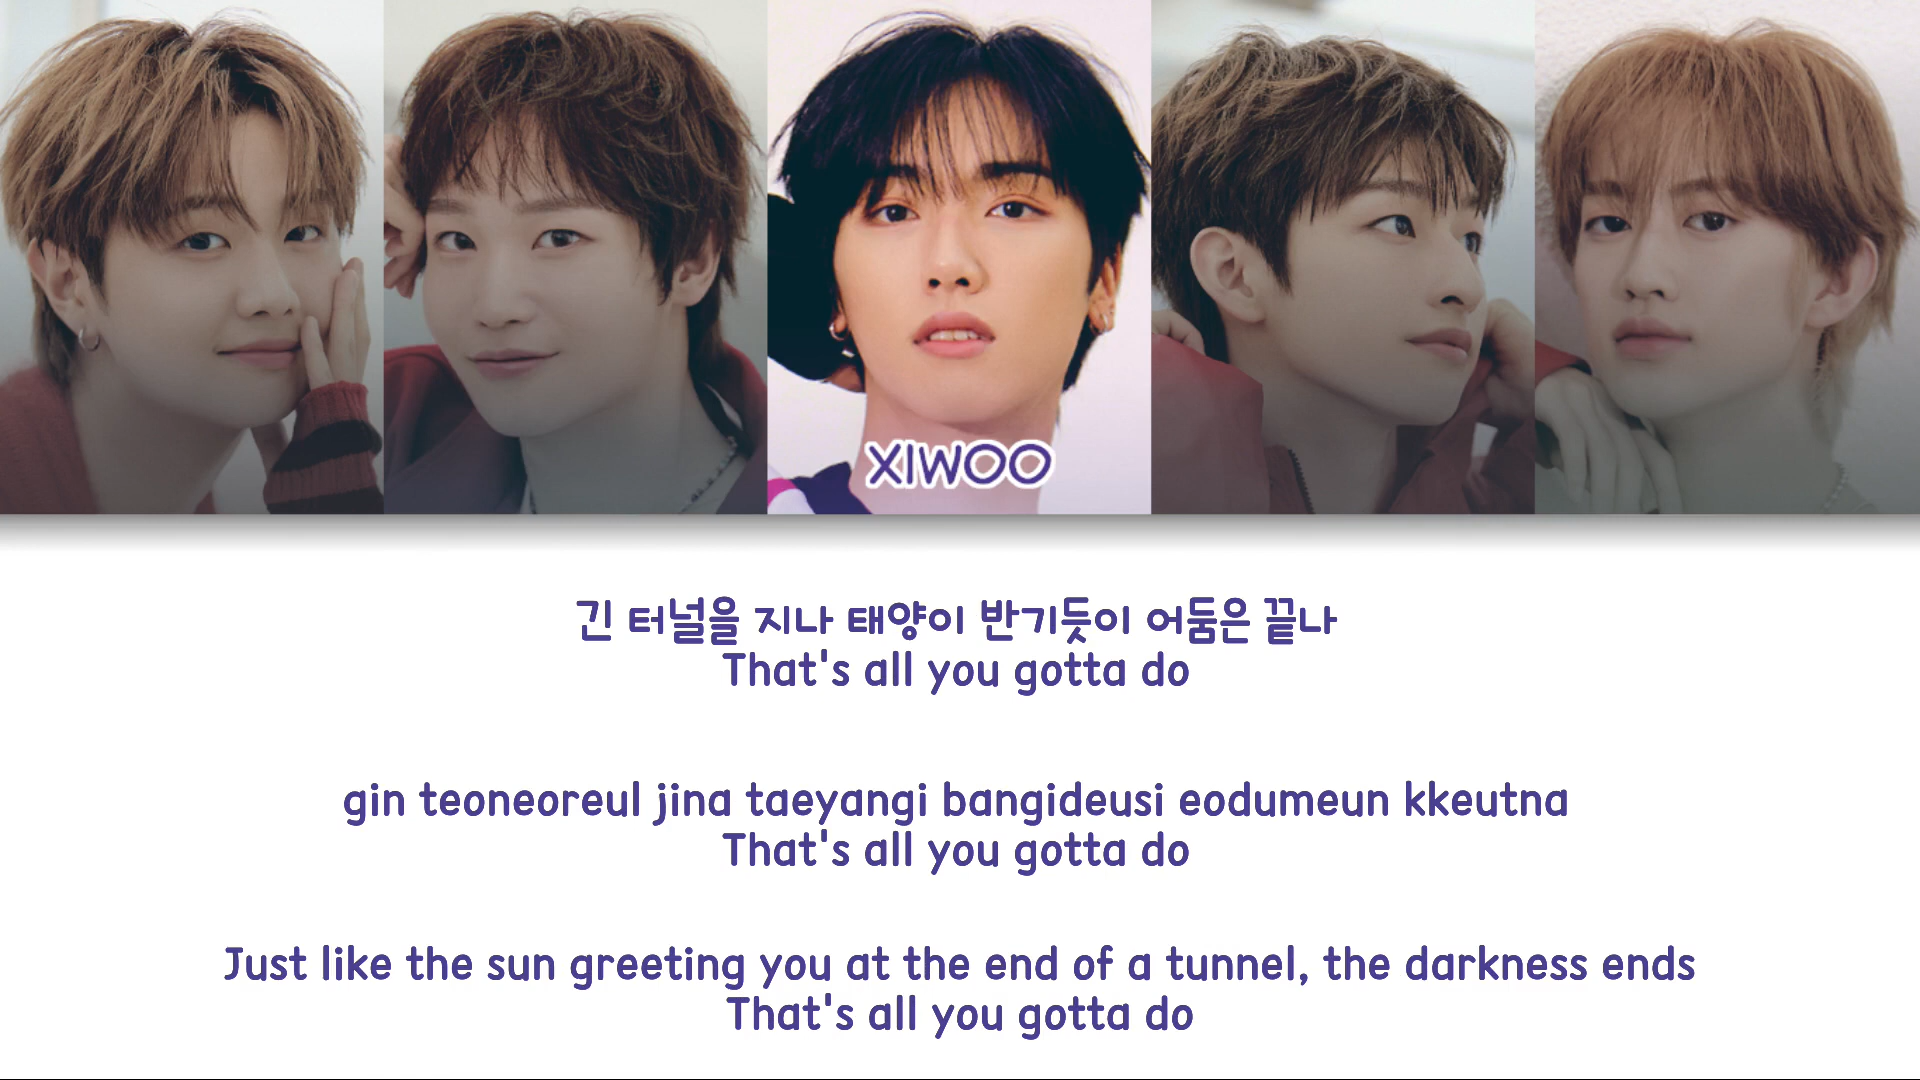 XIWOO
긴 터널을 지나 태양이 반기듯이 어둠은 끝나
That's all you gotta do
gin teoneoreul jina taeyangi bangideusi eodumeun kkeutna
That's all you gotta do
Just like the sun greeting you at the end of a tunnel, the darkness ends
That's all you gotta do